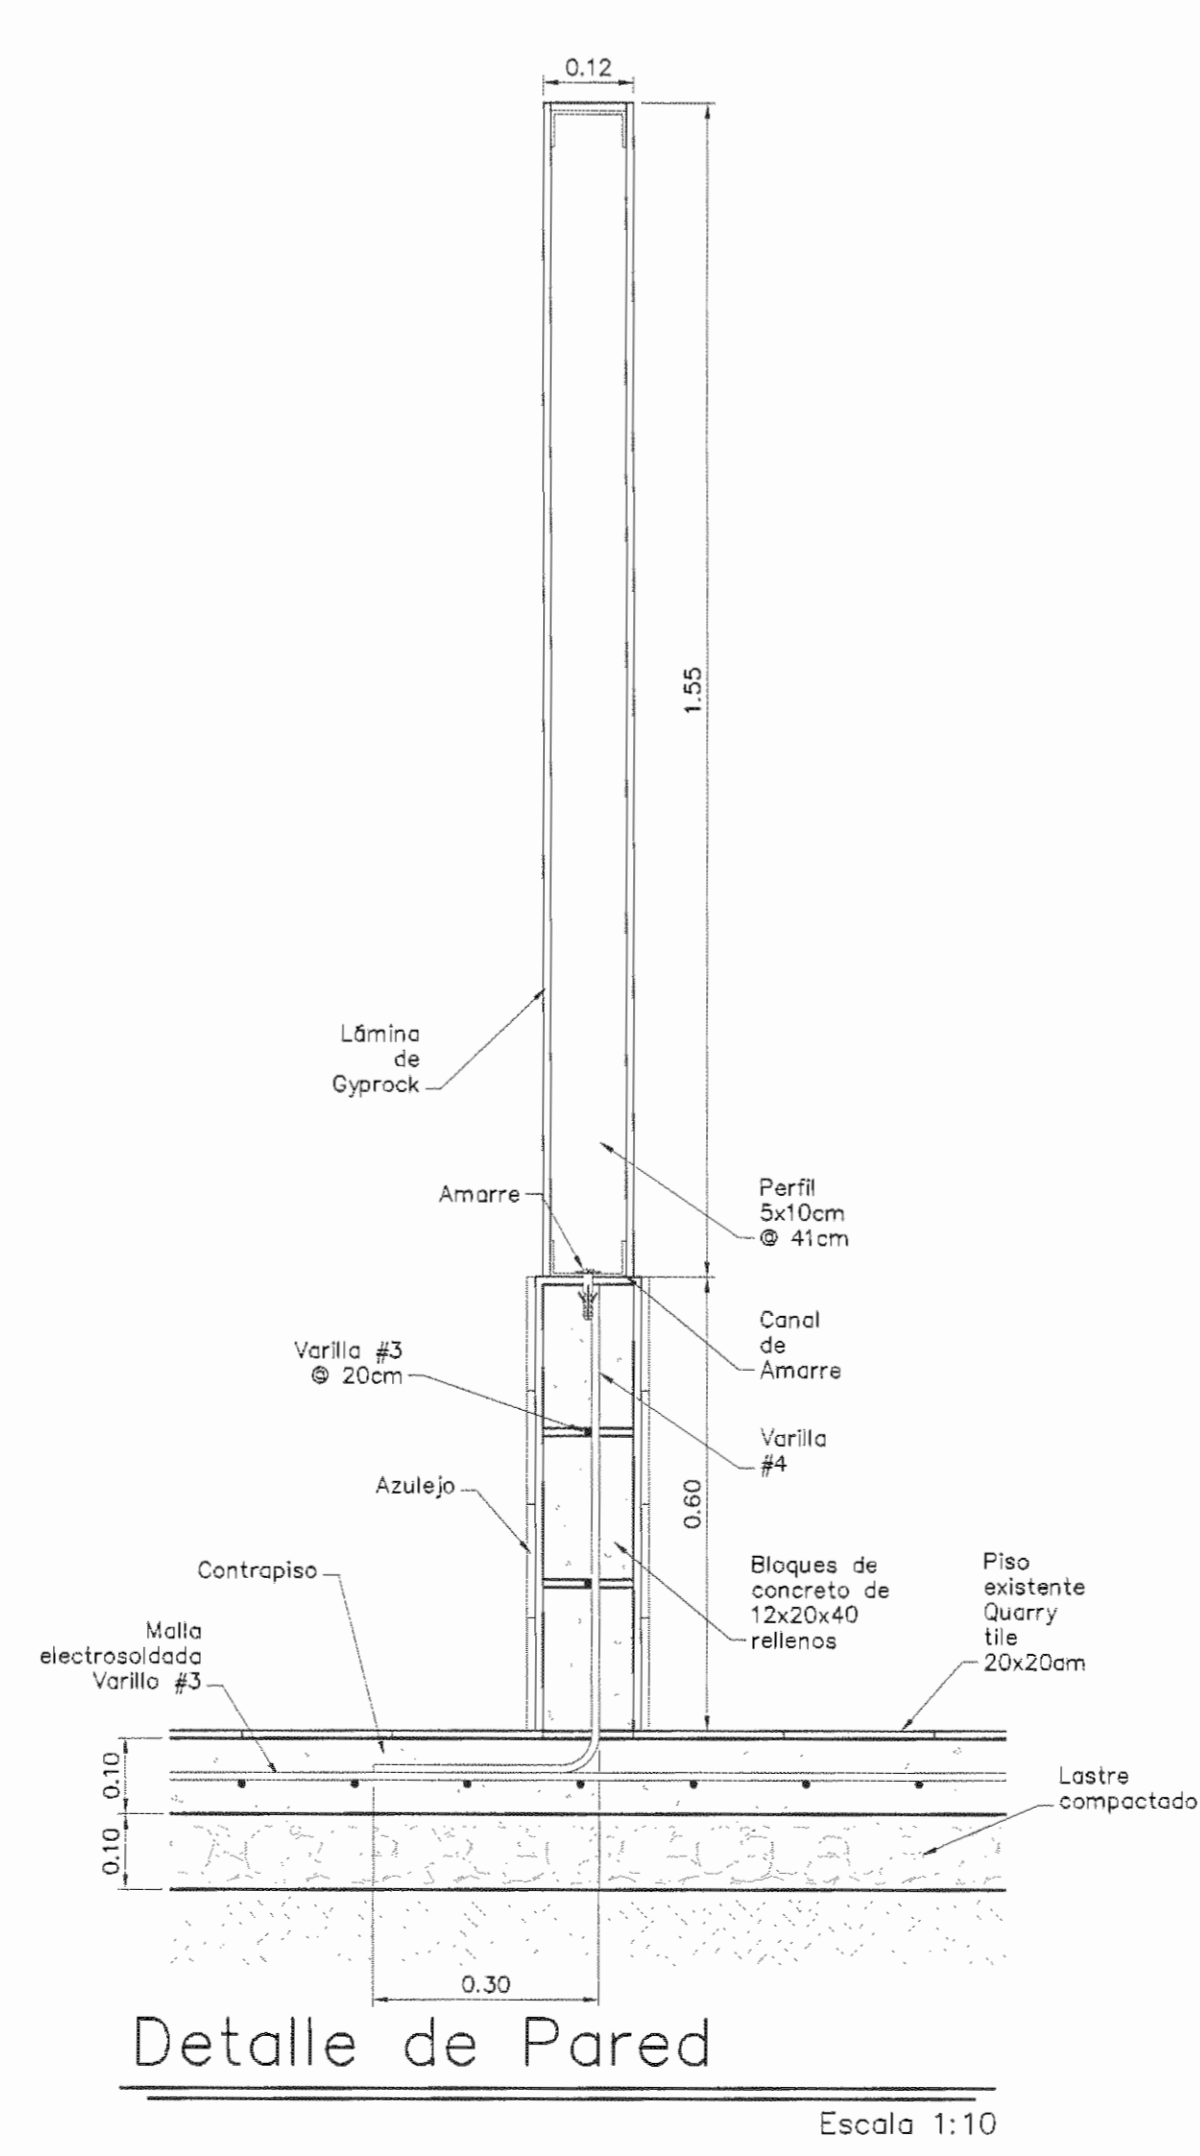 0.12
1.55
Lámina
de
Gyprock
Amarre
Perfil
5x10cm
@ 41cm
Canal
de
Amarre
Varilla #3
@ 20cm
Varilla
#4
Azulejo
0.60
Contrapiso
Bloques de
concreto de
12x20x40
rellenos
Piso
existente
Quarry
tile
20x20am
Malla
electrosoldada
Varillo #3
0.10
Lastre
compactado
0.10
0.30
Detalle de Pared
Escala 1:10